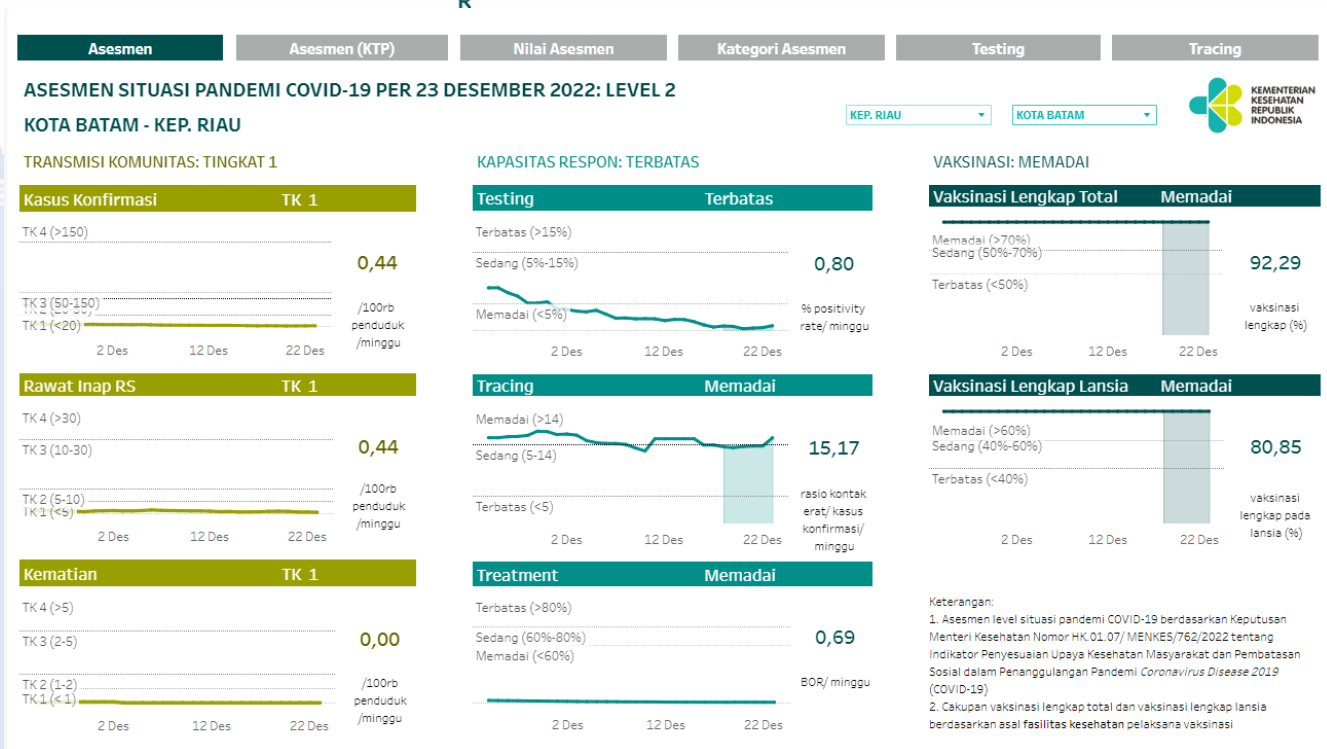 R
Asesmen
Asesmen (KTP)
Nilai Asesmen
Kategori Asesmen
Testing
Tracing
ASESMEN SITUASI PANDEMI COVID-19 PER 23 DESEMBER 2022: LEVEL 2
KOTA BATAM - KEP. RIAU
KEP. RIAU
KOTA BATAM
KEMENTERIAN
KESEHATAN
REPUBLIK
INDONESIA
TRANSMISI KOMUNITAS: TINGKAT 1
Kasus Konfirmasi TK 1
TK 4 (>150)
TK 3 (50-150)
TK 1 (<20)
0,44
/100rb
penduduk
/minggu
2 Des 12 Des 22 Des
Rawat Inap RS TK 1
TK 4 (>30)
TK 3 (10-30)
TK 2 (5-10)
TK 1 (<5)
0,44
/100rb
penduduk
/minggu
2 Des 12 Des 22 Des
Kematian TK 1
TK 4 (>5)
TK 3 (2-5)
TK 2 (1-2)
TK 1 (<1)
0,00
/100rb
penduduk
/minggu
2 Des 12 Des 22 Des
KAPASITAS RESPON: TERBATAS
Testing Terbatas
Terbatas (>15%)
Sedang (5%-15%)
Memadai (<5%)
0,80
% positivity
rate/ minggu
2 Des 12 Des 22 Des
Tracing Memadai
Memadai (>14)
Sedang (5-14)
Terbatas (<5)
15,17
rasio kontak
erat/ kasus
konfirmasi/
minggu
2 Des 12 Des 22 Des
Treatment Memadai
Terbatas (>80%)
Sedang (60%-80%)
Memadai (<60%)
0,69
BOR/ minggu
2 Des 12 Des 22 Des
VAKSINASI: MEMADAI
Vaksinasi Lengkap Total Memadai
Memadai (>70%)
Sedang (50%-70%)
Terbatas (<50%)
92,29
vaksinasi
lengkap (%)
2 Des 12 Des 22 Des
Vaksinasi Lengkap Lansia Memadai
Memadai (>60%)
Sedang (40%-60%)
Terbatas (<40%)
80,85
vaksinasi
lengkap pada
lansia (%)
2 Des 12 Des 22 Des
Keterangan:
1. Asesmen level situasi pandemi COVID-19 berdasarkan Keputusan
Menteri Kesehatan Nomor HK.01.07/ MENKES/762/2022 tentang
Indikator Penyesuaian Upaya Kesehatan Masyarakat dan Pembatasan
Sosial dalam Penanggulangan Pandemi Coronavirus Disease 2019
(COVID-19)
2. Cakupan vaksinasi lengkap total dan vaksinasi lengkap lansia
berdasarkan asal fasilitas kesehatan pelaksana vaksinasi